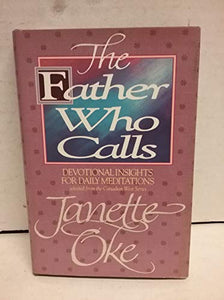 The
Father
Who
Calls
DEVOTIONAL INSIGHTS
FOR DAILY MEDITATIONS
selected from the Canadian West Series
Janette
Oke